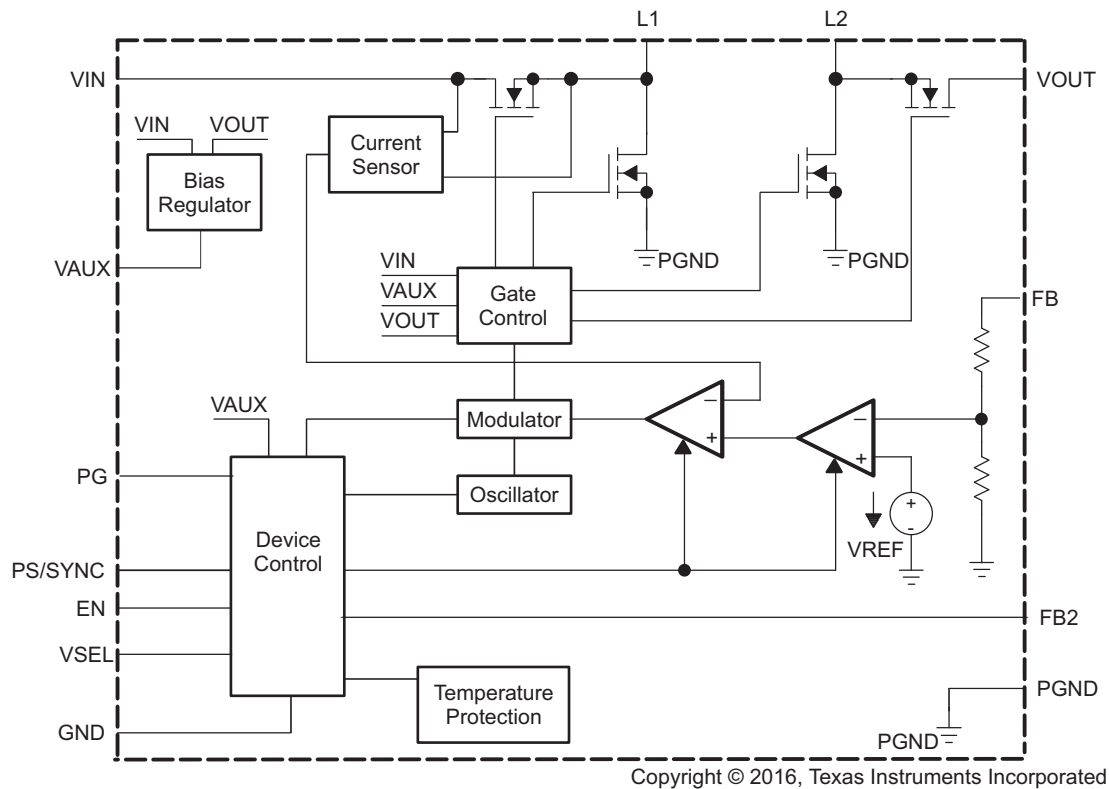 L1
L2
VIN
VOUT
VIN
VOUT
Current
Sensor
Bias
Regulator
VAUX
PGND
PGND
VIN
VAUX
VOUT
Gate
Control
FB
VAUX
Modulator
−
+
−
+
PG
Oscillator
+
-
VREF
Device
Control
PS/SYNC
EN
FB2
VSEL
Temperature
Protection
PGND
GND
PGND
Copyright © 2016, Texas Instruments Incorporated